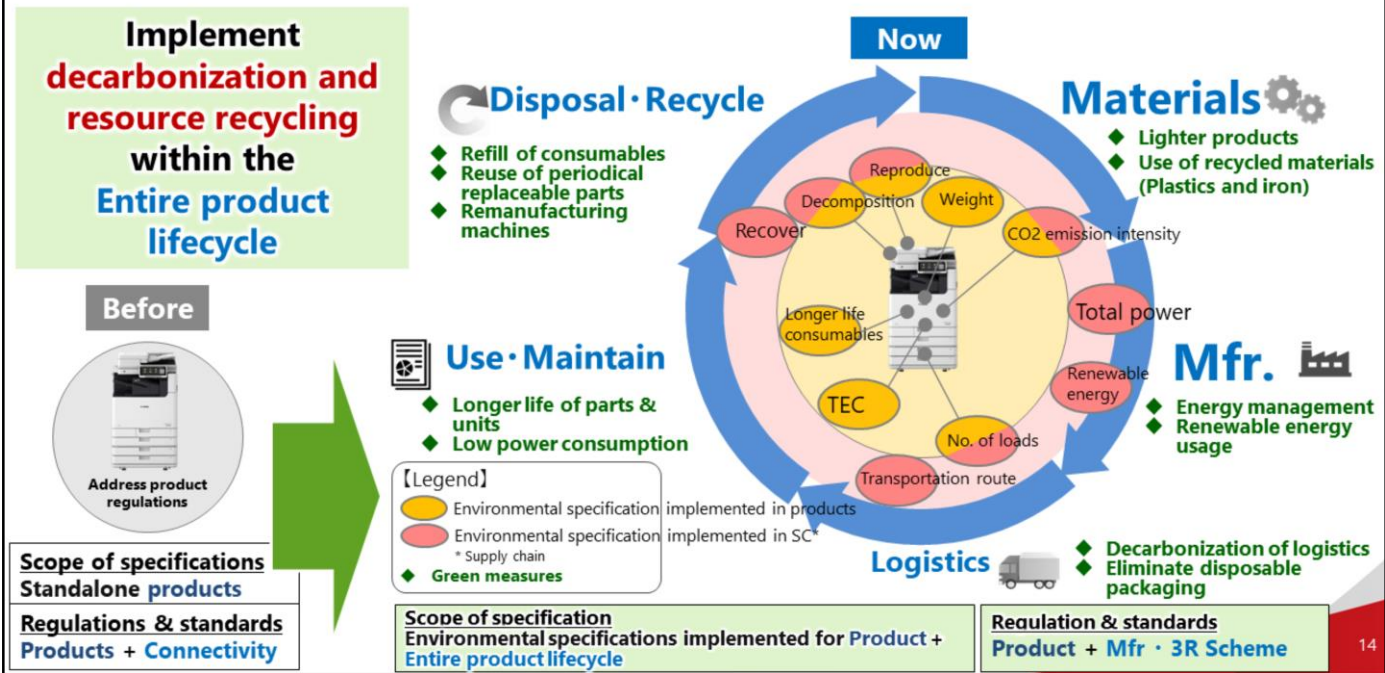 Implement
decarbonization and
resource recycling
within the
Entire product
lifecycle
Before
Address product
regulations
Scope of specifications
Standalone products
Regulations & standards
Products + Connectivity
Now
Disposal・Recycle
◆ Refill of consumables
◆ Reuse of periodical
replaceable parts
◆ Remanufacturing
machines
Materials
◆ Lighter products
◆ Use of recycled materials
(Plastics and iron)
Reproduce
Decomposition
Weight
Recover
CO2 emission intensity
Longer life
consumables
Total power
Renewable
energy
TEC
No. of loads
Transportation route
Use・Maintain
◆ Longer life of parts &
units
◆ Low power consumption
Mfr.
◆ Energy management
◆ Renewable energy
usage
【Legend】
Environmental specification implemented in products
Environmental specification implemented in SC*
* Supply chain
◆ Green measures
Logistics
◆ Decarbonization of logistics
◆ Eliminate disposable
packaging
Scope of specification
Environmental specifications implemented for Product +
Entire product lifecycle
Regulation & standards
Product + Mfr・3R Scheme
14